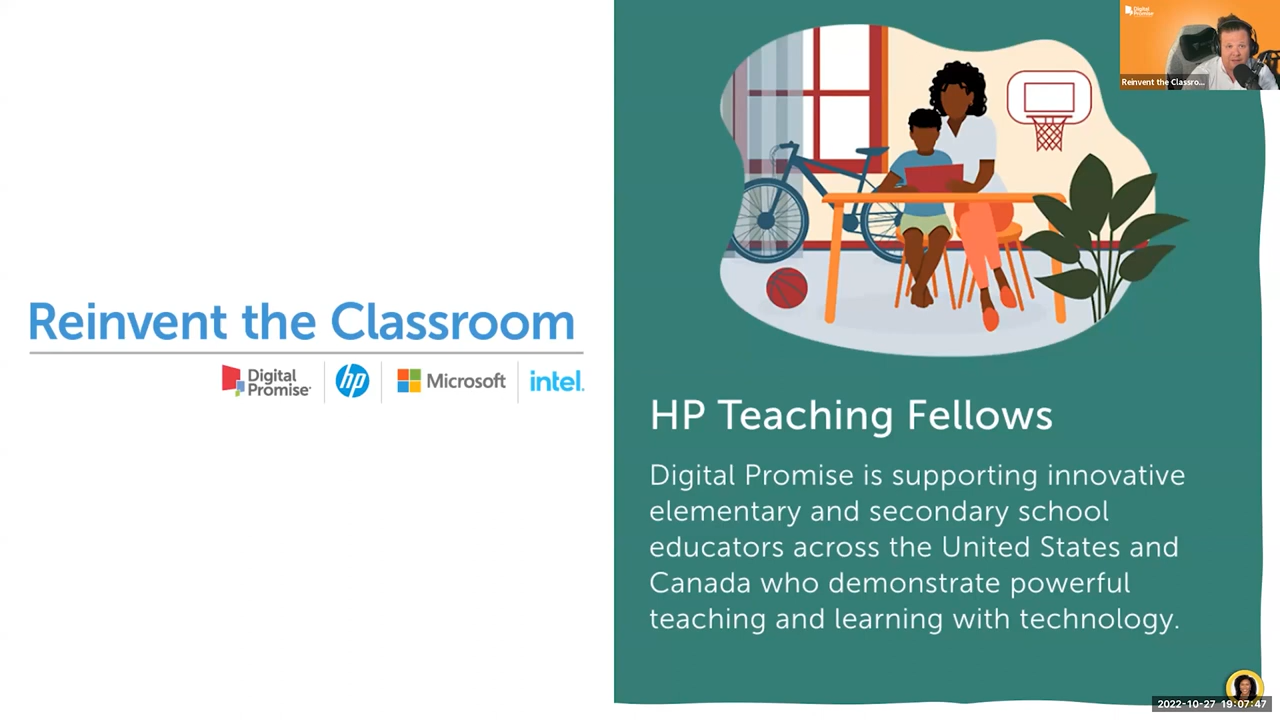 Reinvent the Classroom
Digital Promise
hp
Microsoft
intel.
Digital Promise
Reinvent the Classro...
HP Teaching Fellows
Digital Promise is supporting innovative
elementary and secondary school
educators across the United States and
Canada who demonstrate powerful
teaching and learning with technology.
2022-10-27 19:07:47